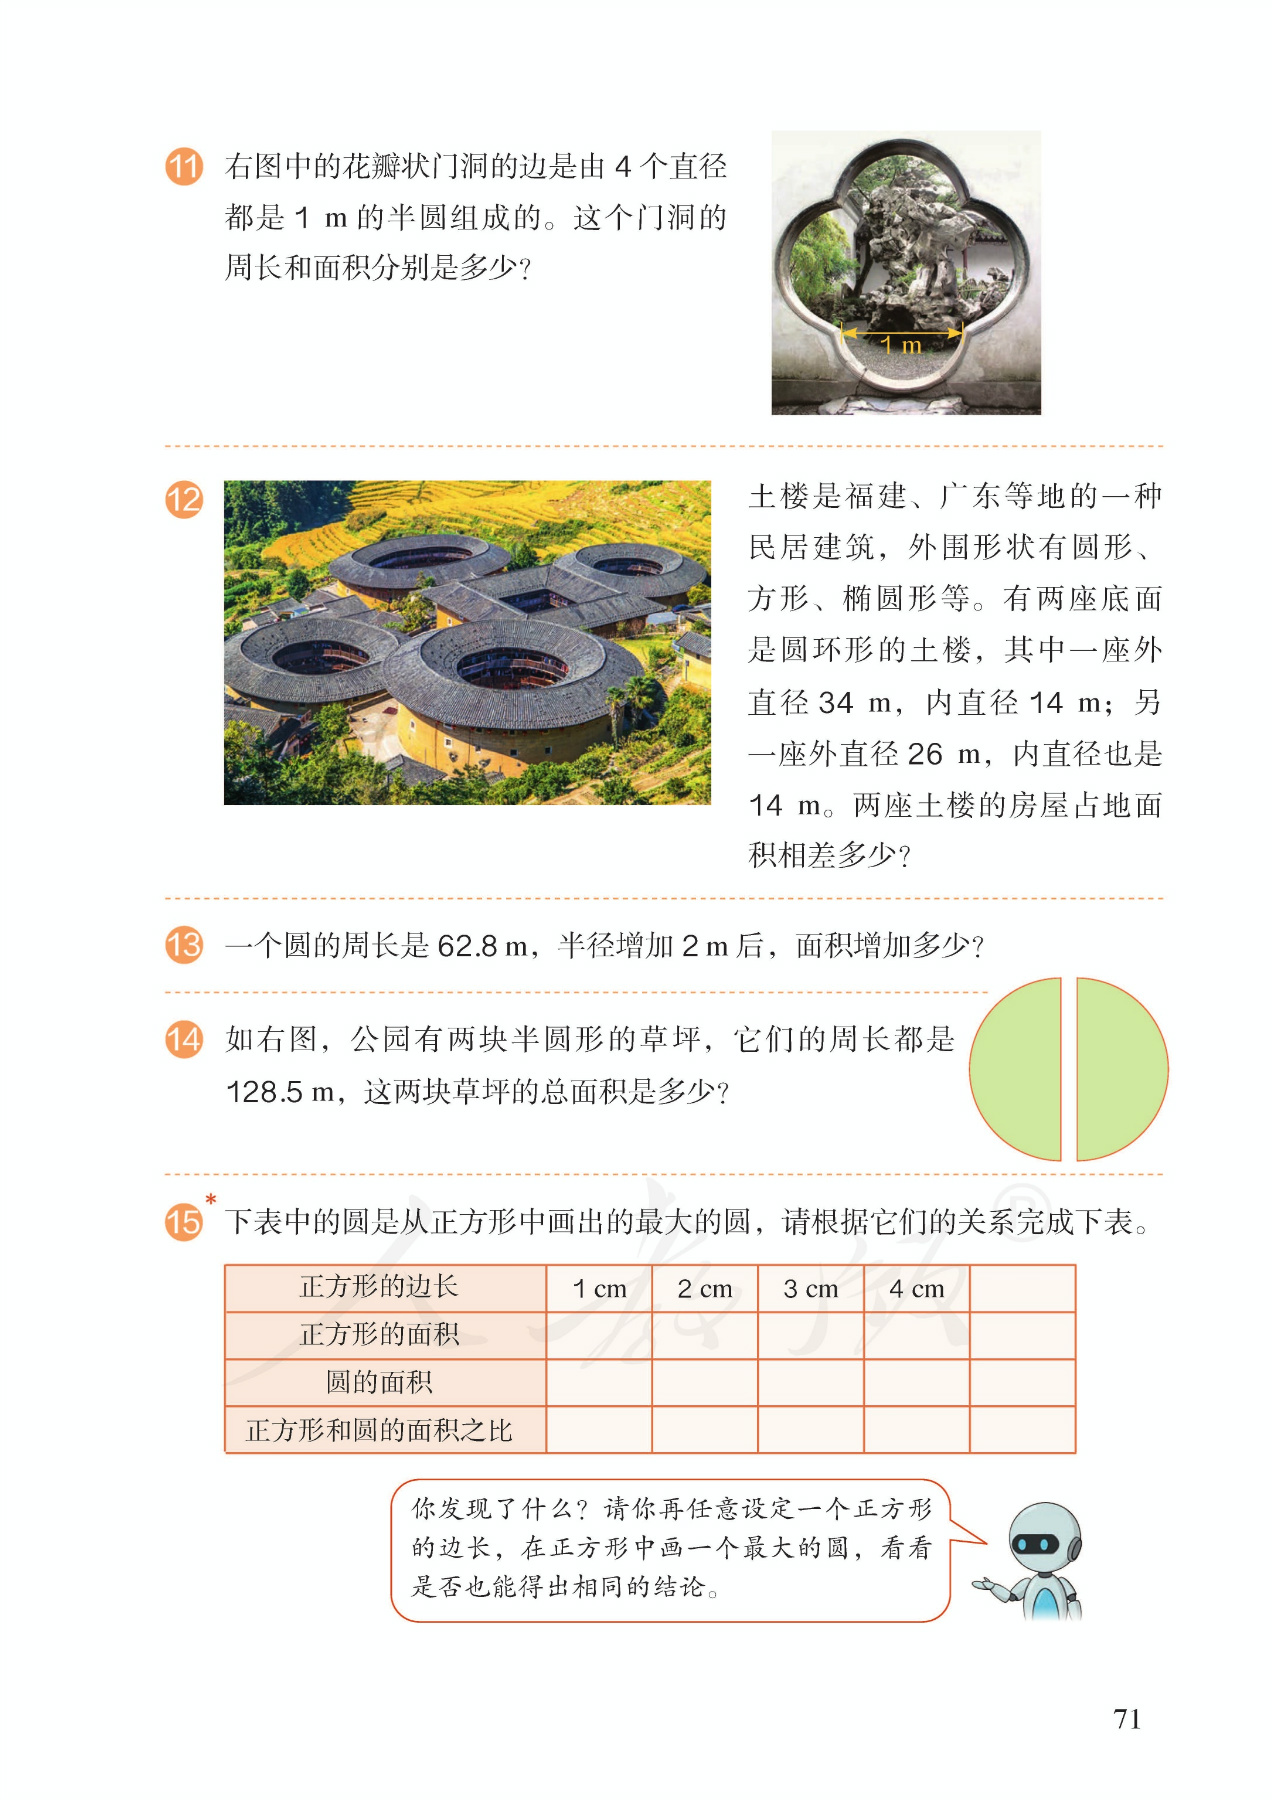 11 右图中的花瓣状门洞的边是由 4 个直径
都是 1 m 的半圆组成的。这个门洞的
周长和面积分别是多少？
1 m
12
土楼是福建、广东等地的一种
民居建筑，外围形状有圆形、
方形、椭圆形等。有两座底面
是圆环形的土楼，其中一座外
直径 34 m，内直径 14 m；另
一座外直径 26 m，内直径也是
14 m。两座土楼的房屋占地面
积相差多少？
13 一个圆的周长是 62.8 m，半径增加 2 m 后，面积增加多少？
14 如右图，公园有两块半圆形的草坪，它们的周长都是
128.5 m，这两块草坪的总面积是多少？
15* 下表中的圆是从正方形中画出的最大的圆，请根据它们的关系完成下表。
正方形的边长 1 cm 2 cm 3 cm 4 cm
正方形的面积
圆的面积
正方形和圆的面积之比
人教版®
你发现了什么？请你再任意设定一个正方形
的边长，在正方形中画一个最大的圆，看看
是否也能得出相同的结论。
71